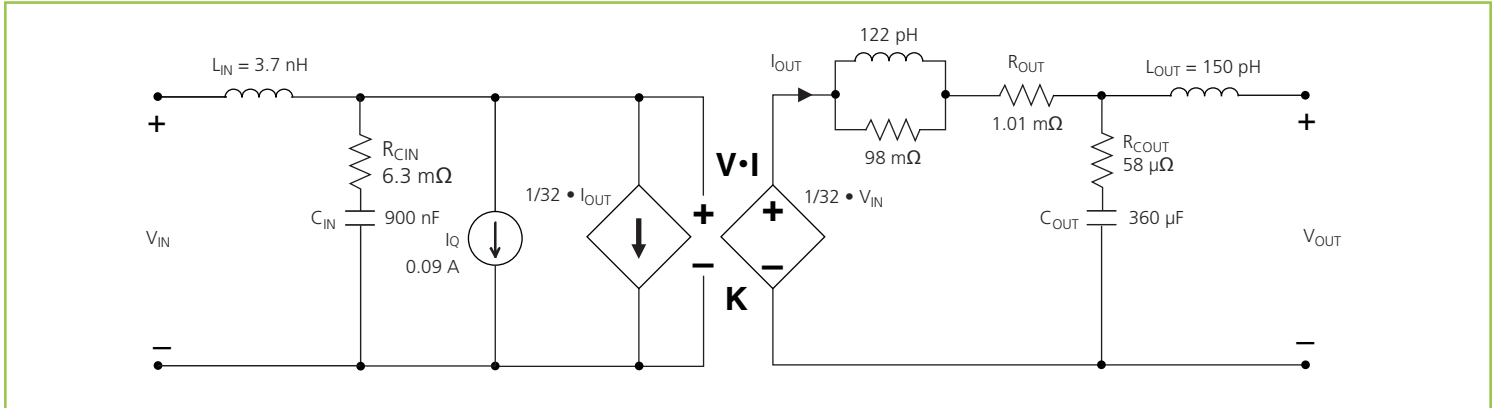 L_IN = 3.7 nH
+
−
V_IN
R_CIN
6.3 mΩ
C_IN
900 nF
I_Q
0.09 A
1/32 • I_OUT
+
−
V•I
K
+
−
1/32 • V_IN
I_OUT
122 pH
98 mΩ
R_OUT
1.01 mΩ
L_OUT = 150 pH
R_COUT
58 µΩ
C_OUT
360 µF
+
−
V_OUT